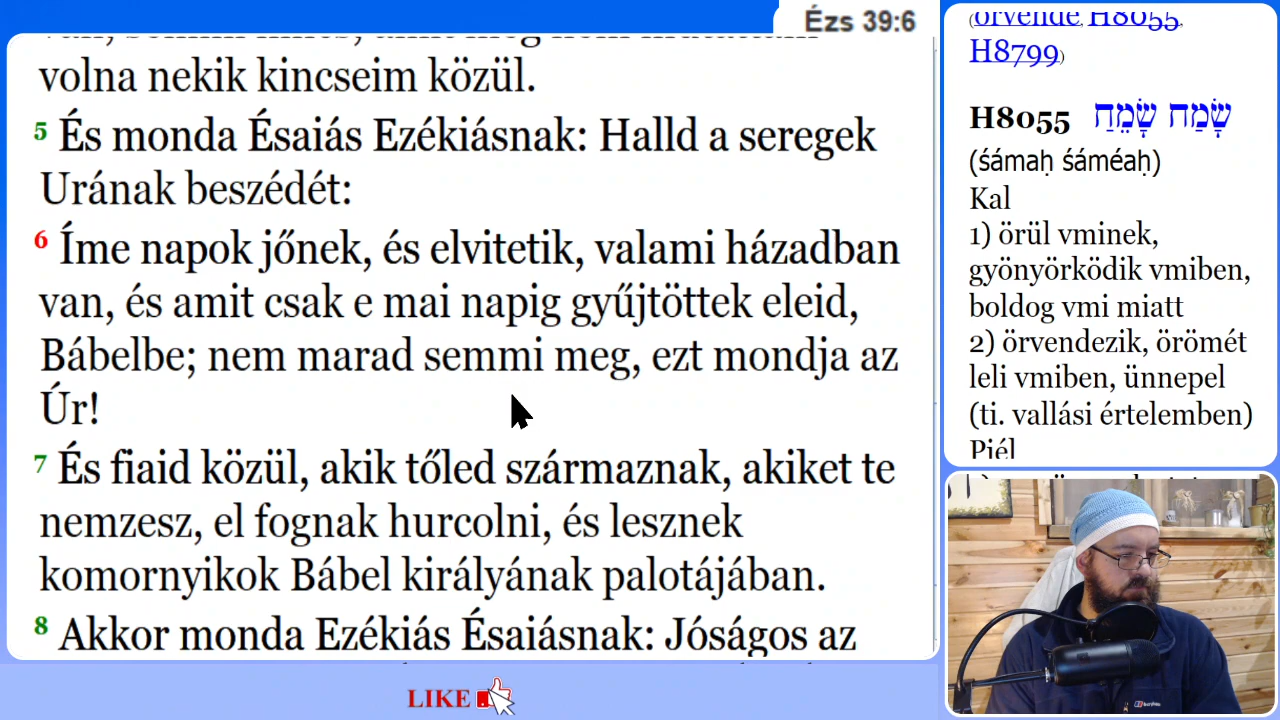 Ézs 39:6
volna nekik kincseim közül.
5 És monda Ésaiás Ezékiásnak: Halld a seregek
Urának beszédét:
6 Íme napok jőnek, és elvitetik, valami házadban
van, és amit csak e mai napig gyűjtöttek eleid,
Bábelbe; nem marad semmi meg, ezt mondja az
Úr!
7 És fiaid közül, akik tőled származnak, akiket te
nemzesz, el fognak hurcolni, és lesznek
komornyikok Bábel királyának palotájában.
8 Akkor monda Ezékiás Ésaiásnak: Jóságos az
LIKE
(örvende, H8055,
H8799)
H8055 שָׂמַח שָׂמֵחַ
(śámaḥ śáméaḥ)
Kal
1) örül vminek,
gyönyörködik vmiben,
boldog vmi miatt
2) örvendezik, örömét
leli vmiben, ünnepel
(ti. vallási értelemben)
Piél